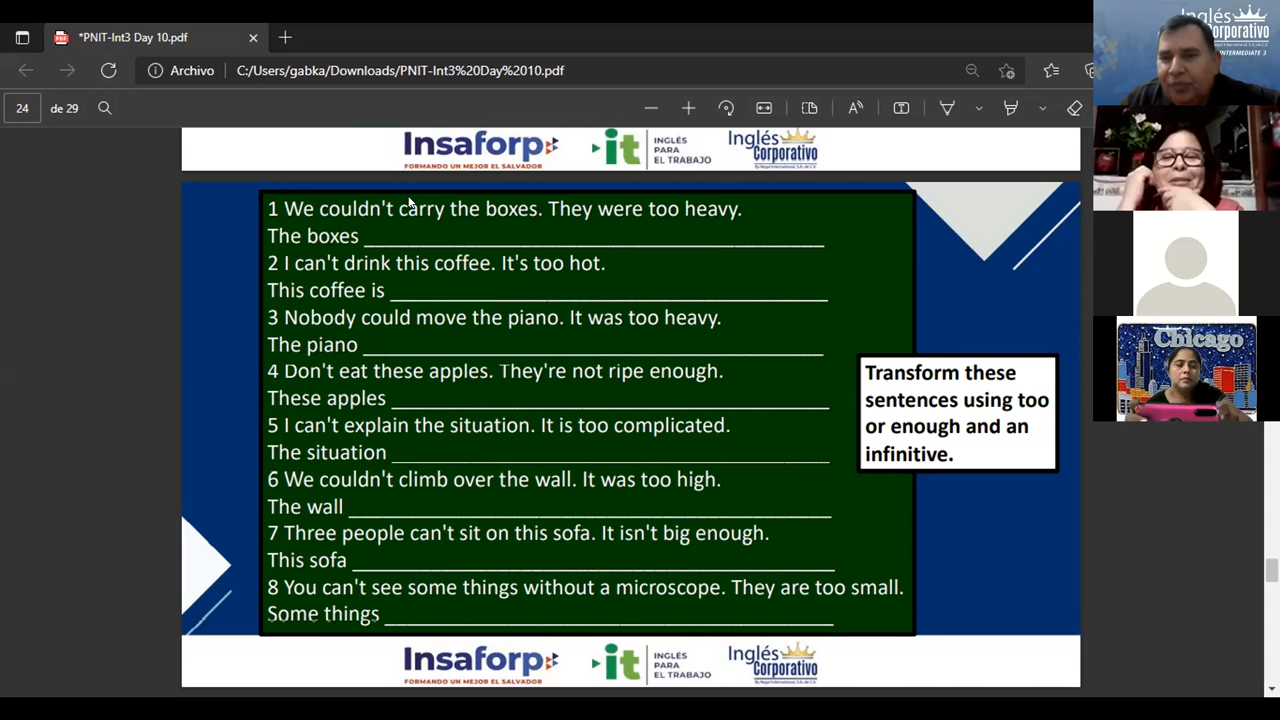 *PNIT-Int3 Day 10.pdf
Archivo
C:/Users/gabka/Downloads/PNIT-Int3%20Day%2010.pdf
24 de 29
Insaforp
FORMANDO UN MEJOR EL SALVADOR
it
INGLÉS
PARA
EL TRABAJO
Inglés
Corporativo
1 We couldn't carry the boxes. They were too heavy.
The boxes
2 I can't drink this coffee. It's too hot.
This coffee is
3 Nobody could move the piano. It was too heavy.
The piano
4 Don't eat these apples. They're not ripe enough.
These apples
5 I can't explain the situation. It is too complicated.
The situation
6 We couldn't climb over the wall. It was too high.
The wall
7 Three people can't sit on this sofa. It isn't big enough.
This sofa
8 You can't see some things without a microscope. They are too small.
Some things
Transform these
sentences using too
or enough and an
infinitive.
Insaforp
FORMANDO UN MEJOR EL SALVADOR
it
INGLÉS
PARA
EL TRABAJO
Inglés
Corporativo
Inglés
Corporativo
INTERMEDIATE 3
Chicago